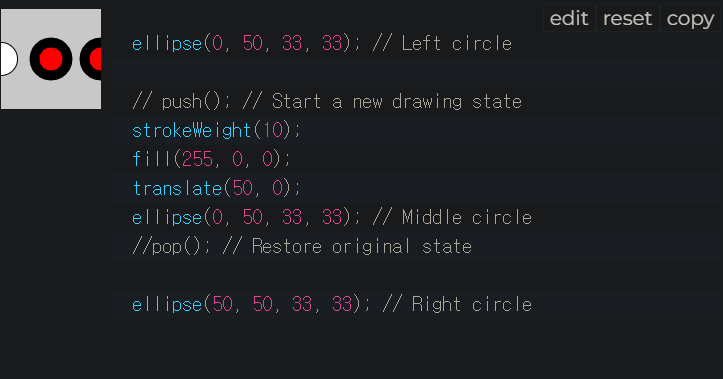 edit reset copy
ellipse(0, 50, 33, 33); // Left circle
// push(); // Start a new drawing state
strokeWeight(10);
fill(255, 0, 0);
translate(50, 0);
ellipse(0, 50, 33, 33); // Middle circle
//pop(); // Restore original state
ellipse(50, 50, 33, 33); // Right circle